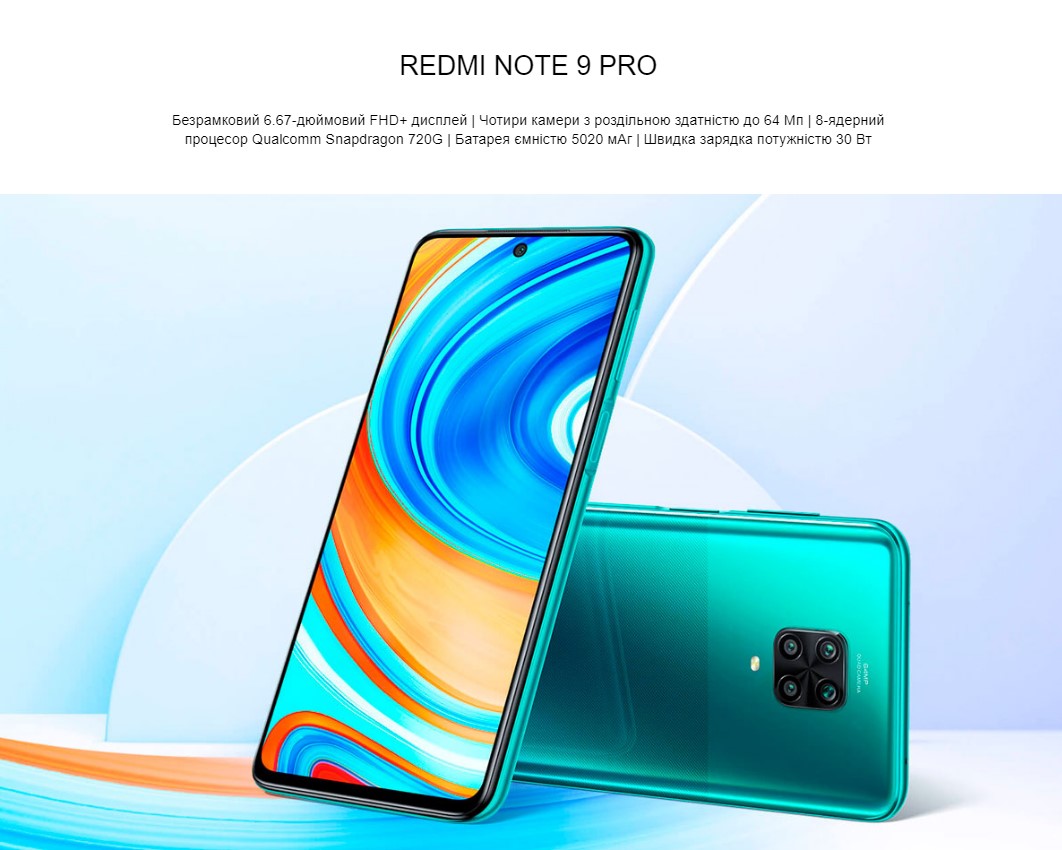 REDMI NOTE 9 PRO
Безрамковий 6.67-дюймовий FHD+ дисплей | Чотири камери з роздільною здатністю до 64 Мп | 8-ядерний
процесор Qualcomm Snapdragon 720G | Батарея ємністю 5020 мАг | Швидка зарядка потужністю 30 Вт
64MP